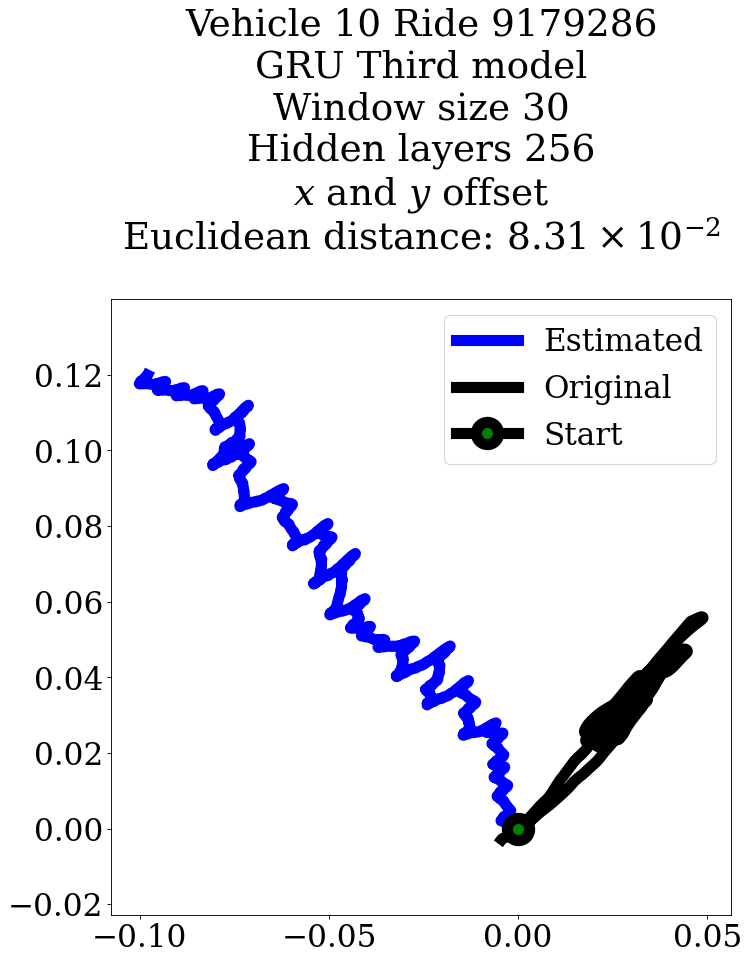 Vehicle 10 Ride 9179286
GRU Third model
Window size 30
Hidden layers 256
x and y offset
Euclidean distance: 8.31 × 10⁻²
Estimated
Original
Start
0.12
0.10
0.08
0.06
0.04
0.02
0.00
−0.02
−0.10 −0.05 0.00 0.05